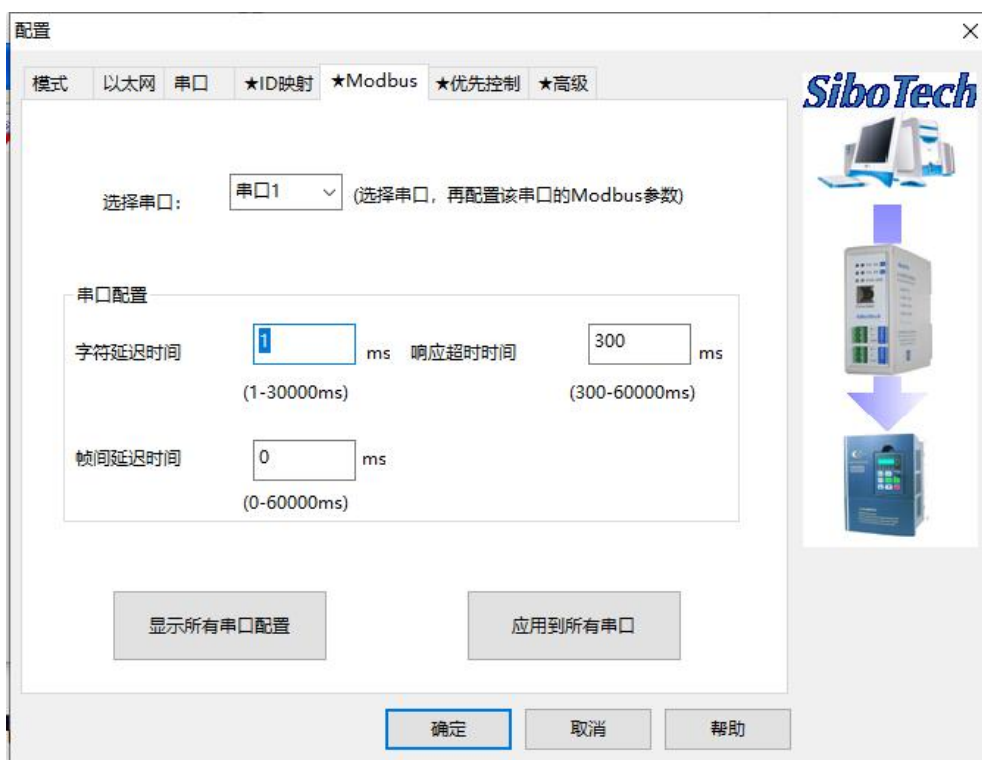 配置
模式 以太网 串口 ★ID映射 ★Modbus ★优先控制 ★高级
SiboTech
选择串口: 串口1 (选择串口，再配置该串口的Modbus参数)
串口配置
字符延迟时间 1 ms 响应超时时间 300 ms
(1-30000ms) (300-60000ms)
帧间延迟时间 0 ms
(0-60000ms)
显示所有串口配置 应用到所有串口
确定 取消 帮助